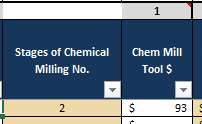 1
Stages of Chemical Chem Mill
Milling No. Tool $
2 $ 93
$